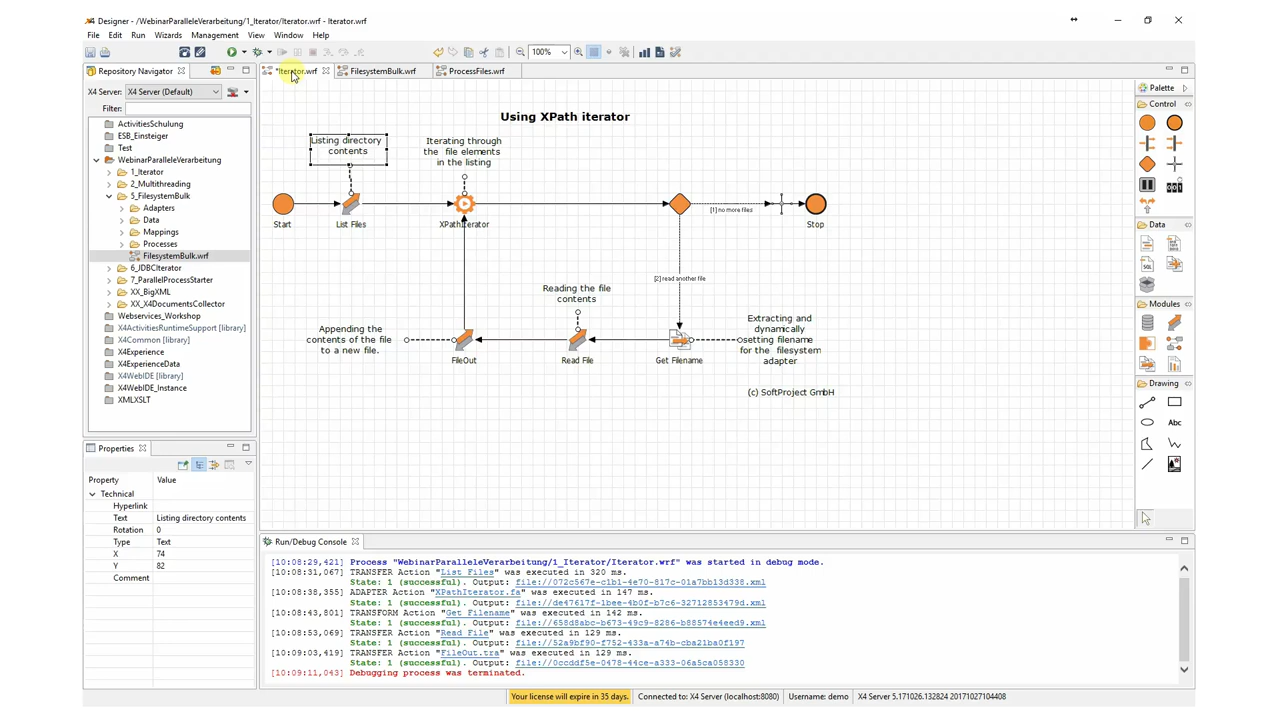 Designer - /WebinarParalleleVerarbeitung/1_Iterator/Iterator.wrf - Iterator.wrf
File Edit Run Wizards Management View Window Help
100%
Repository Navigator
*Iterator.wrf
FilesystemBulk.wrf
ProcessFiles.wrf
X4 Server: X4 Server (Default)
Filter:
ActivitiesSchulung
ESB_Einsteiger
Test
WebinarParalleleVerarbeitung
1_Iterator
2_Multithreading
5_FilesystemBulk
Adapters
Data
Mappings
Processes
FilesystemBulk.wrf
6_JDBCIterator
7_ParallelProcessStarter
XX_BigXML
XX_X4DocumentsCollector
Webservices_Workshop
X4ActivitiesRuntimeSupport [library]
X4Common [library]
X4Experience
X4ExperienceData
X4WebIDE [library]
X4WebIDE_Instance
XMLXSLT
Using XPath iterator
Listing directory
contents
Iterating through
the file elements
in the listing
Start
List Files
XPathIterator
[1] no more files
Stop
[2] read another file
Reading the file
contents
Appending the
contents of the file
to a new file.
FileOut
Read File
Get Filename
Extracting and
dynamically
setting filename
for the filesystem
adapter
(c) SoftProject GmbH
Palette
Control
Data
Modules
Drawing
Abc
Properties
Property Value
Technical
Hyperlink
Text Listing directory contents
Rotation 0
Type Text
X 74
Y 82
Comment
Run/Debug Console
[10:08:29,421] Process "WebinarParalleleVerarbeitung/1_Iterator/Iterator.wrf" was started in debug mode.
[10:08:31,067] TRANSFER Action "List Files" was executed in 320 ms.
State: 1 (successful). Output: file://072c567e-c1b1-4e70-817c-01a7bb13d338.xml
[10:08:38,355] ADAPTER Action "XPathIterator.fa" was executed in 147 ms.
State: 1 (successful). Output: file://de47617f-1bee-4b0f-b7c6-32712853479d.xml
[10:08:43,801] TRANSFORM Action "Get Filename" was executed in 142 ms.
State: 1 (successful). Output: file://658d8abc-b673-49c9-8286-b88574e4eed9.xml
[10:08:53,069] TRANSFER Action "Read File" was executed in 129 ms.
State: 1 (successful). Output: file://52a9bf90-f752-433a-a74b-cba21ba0f197
[10:09:03,419] TRANSFER Action "FileOut.tra" was executed in 129 ms.
State: 1 (successful). Output: file://0ccddf5e-0478-44ce-a333-06a5ca058330
[10:09:11,043] Debugging process was terminated.
Your license will expire in 35 days. Connected to: X4 Server (localhost:8080) Username: demo X4 Server 5.171026.132824 20171027104408